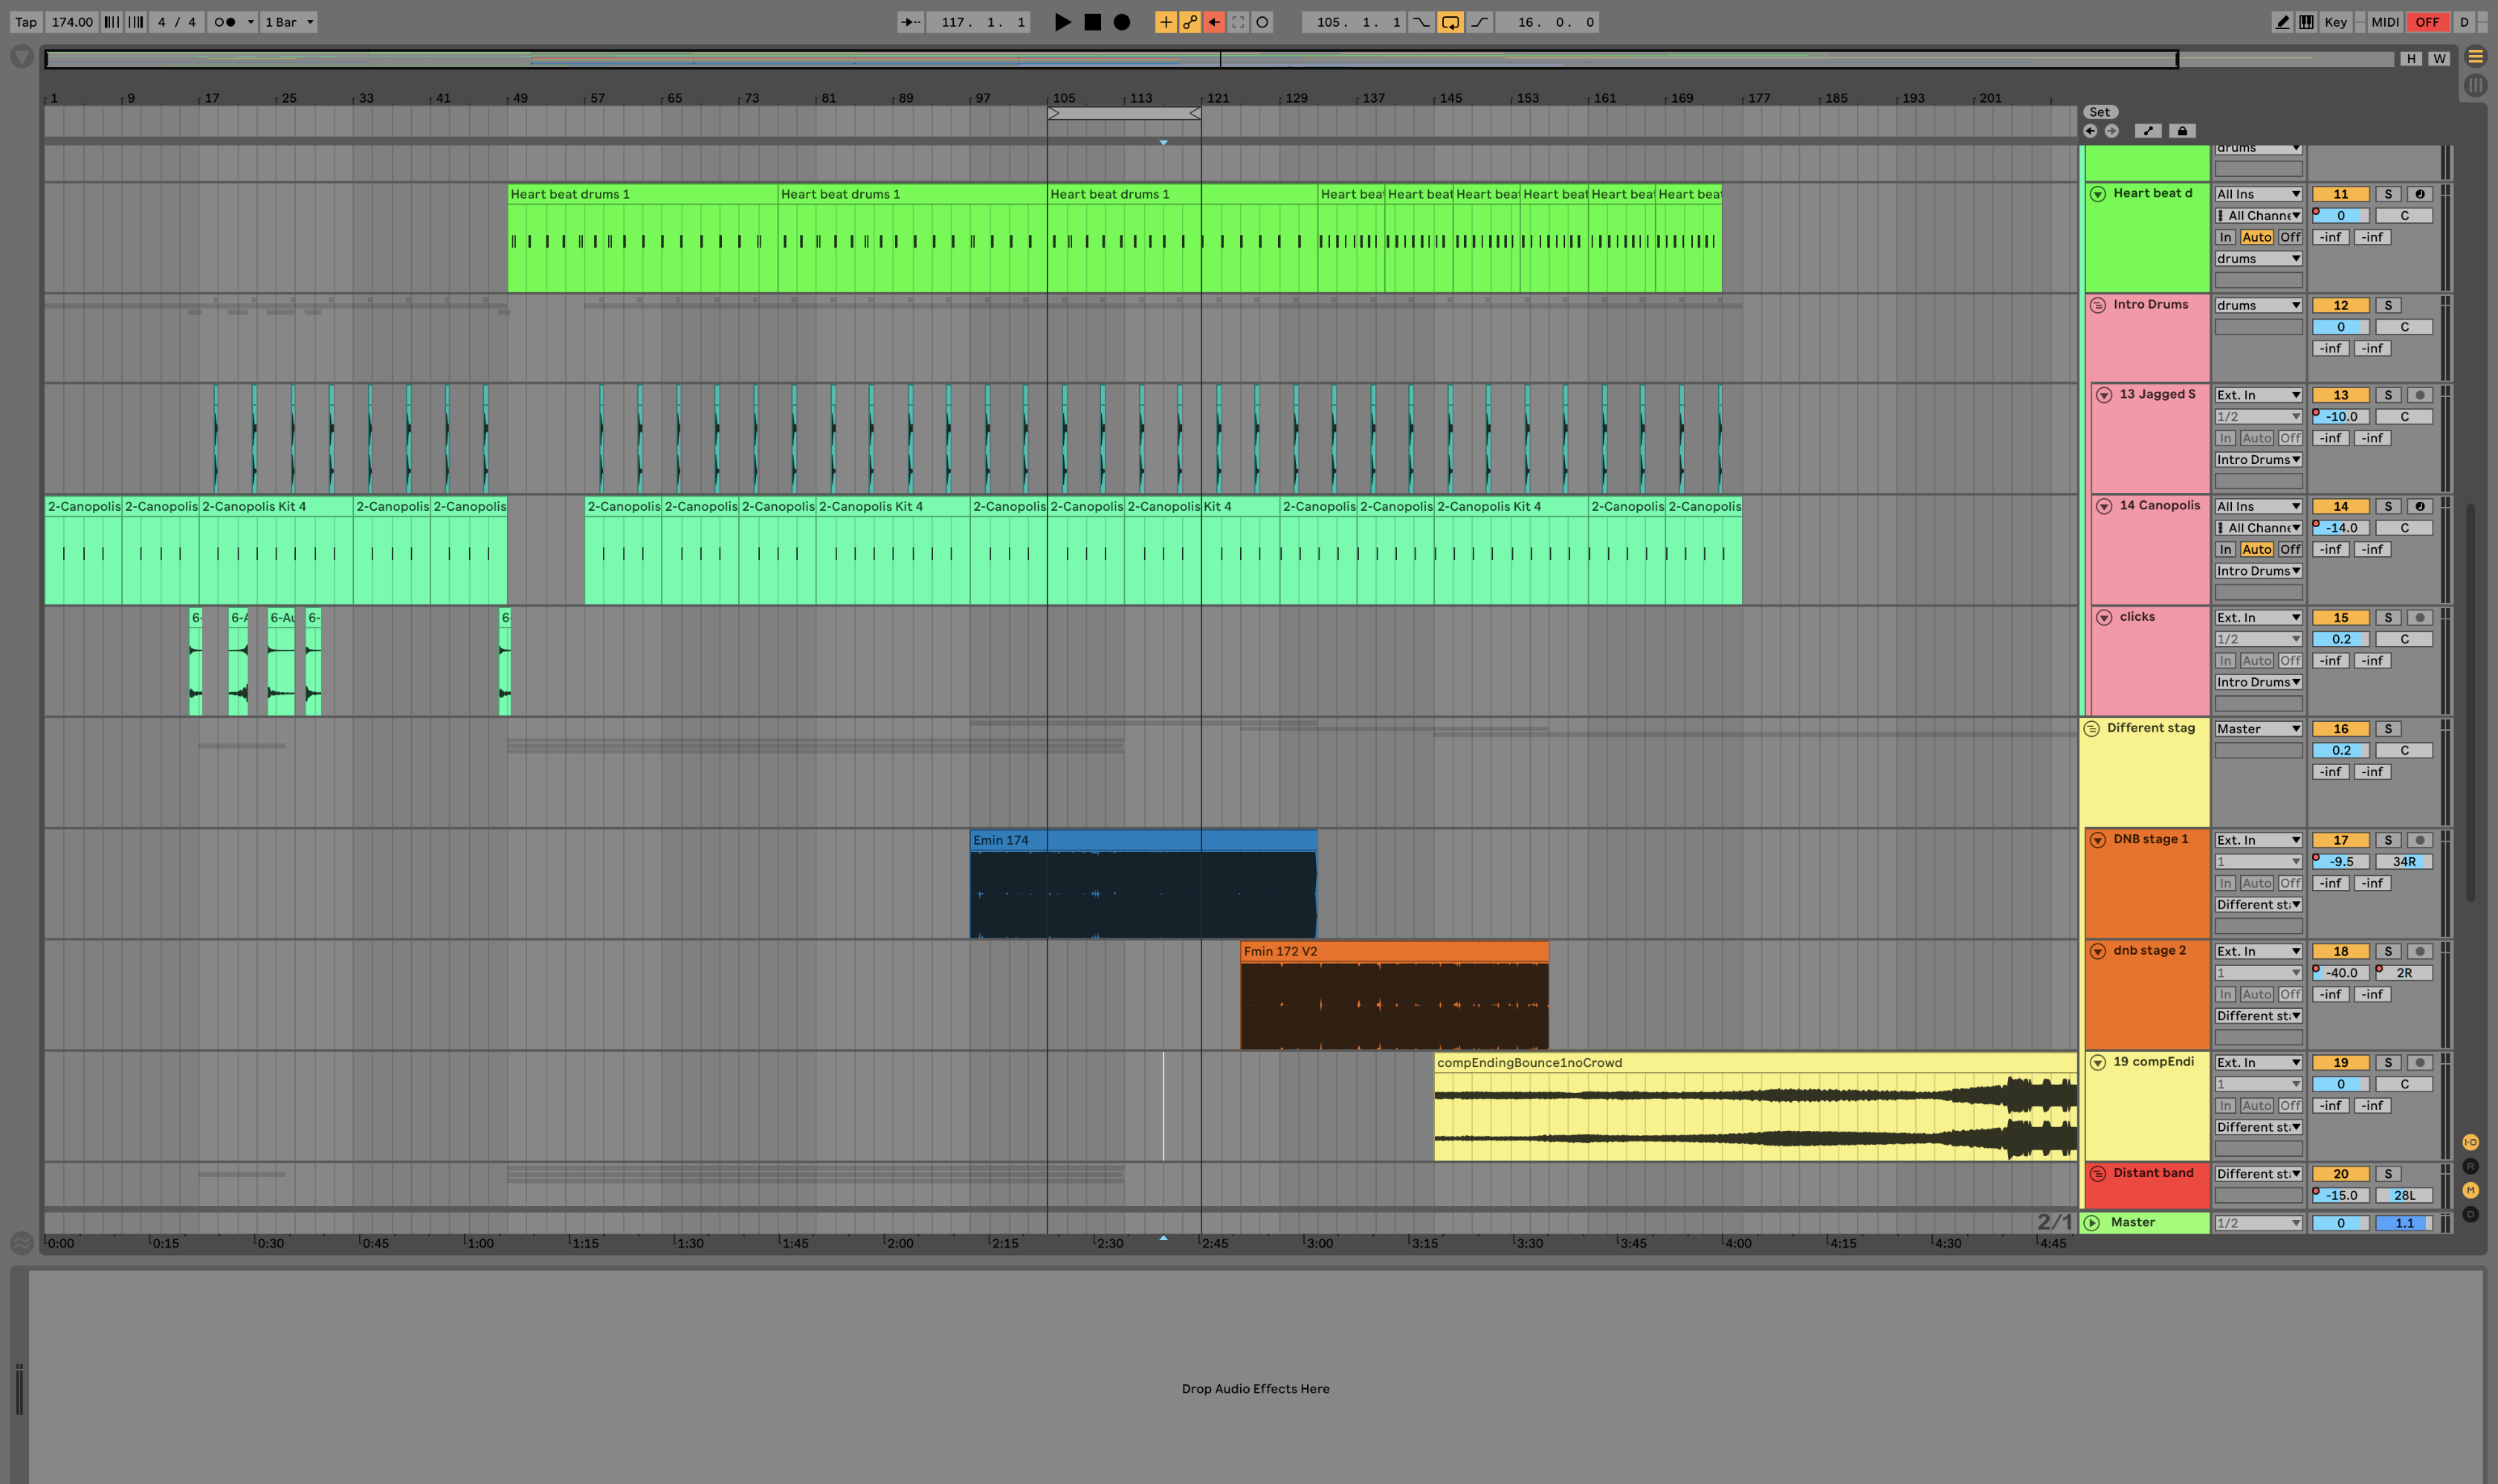 Tap 174.00 4 / 4 1 Bar 117. 1. 1 105. 1. 1 16. 0. 0 Key MIDI OFF D
H W
1 9 17 25 33 41 49 57 65 73 81 89 97 105 113 121 129 137 145 153 161 169 177 185 193 201
Set
drums
Heart beat drums 1 Heart beat drums 1 Heart beat drums 1 Heart beat Heart beat Heart beat Heart beat Heart beat Heart beat Heart beat d All Ins 11 S
All Channe 0 C
In Auto Off -inf -inf
drums
Intro Drums drums 12 S
0 C
-inf -inf
13 Jagged S Ext. In 13 S
1/2 -10.0 C
In Auto Off -inf -inf
Intro Drums
2-Canopolis 2-Canopolis 2-Canopolis Kit 4 2-Canopolis 2-Canopolis 2-Canopolis 2-Canopolis 2-Canopolis 2-Canopolis Kit 4 2-Canopolis 2-Canopolis 2-Canopolis Kit 4 2-Canopolis 2-Canopolis 2-Canopolis Kit 4 2-Canopolis 2-Canopolis 14 Canopolis All Ins 14 S
All Channe -14.0 C
In Auto Off -inf -inf
Intro Drums
6- 6-A 6-Au 6- 6- clicks Ext. In 15 S
1/2 0.2 C
In Auto Off -inf -inf
Intro Drums
Different stag Master 16 S
0.2 C
-inf -inf
Emin 174 DNB stage 1 Ext. In 17 S
1 -9.5 34R
In Auto Off -inf -inf
Different sta
Fmin 172 V2 dnb stage 2 Ext. In 18 S
1 -40.0 2R
In Auto Off -inf -inf
Different sta
compEndingBounce1noCrowd 19 compEndi Ext. In 19 S
1 0 C
In Auto Off -inf -inf
Different sta
Distant band Different sta 20 S
-15.0 28L
2/1 Master 1/2 0 1.1
0:00 0:15 0:30 0:45 1:00 1:15 1:30 1:45 2:00 2:15 2:30 2:45 3:00 3:15 3:30 3:45 4:00 4:15 4:30 4:45
I·O
R
M
D
Drop Audio Effects Here